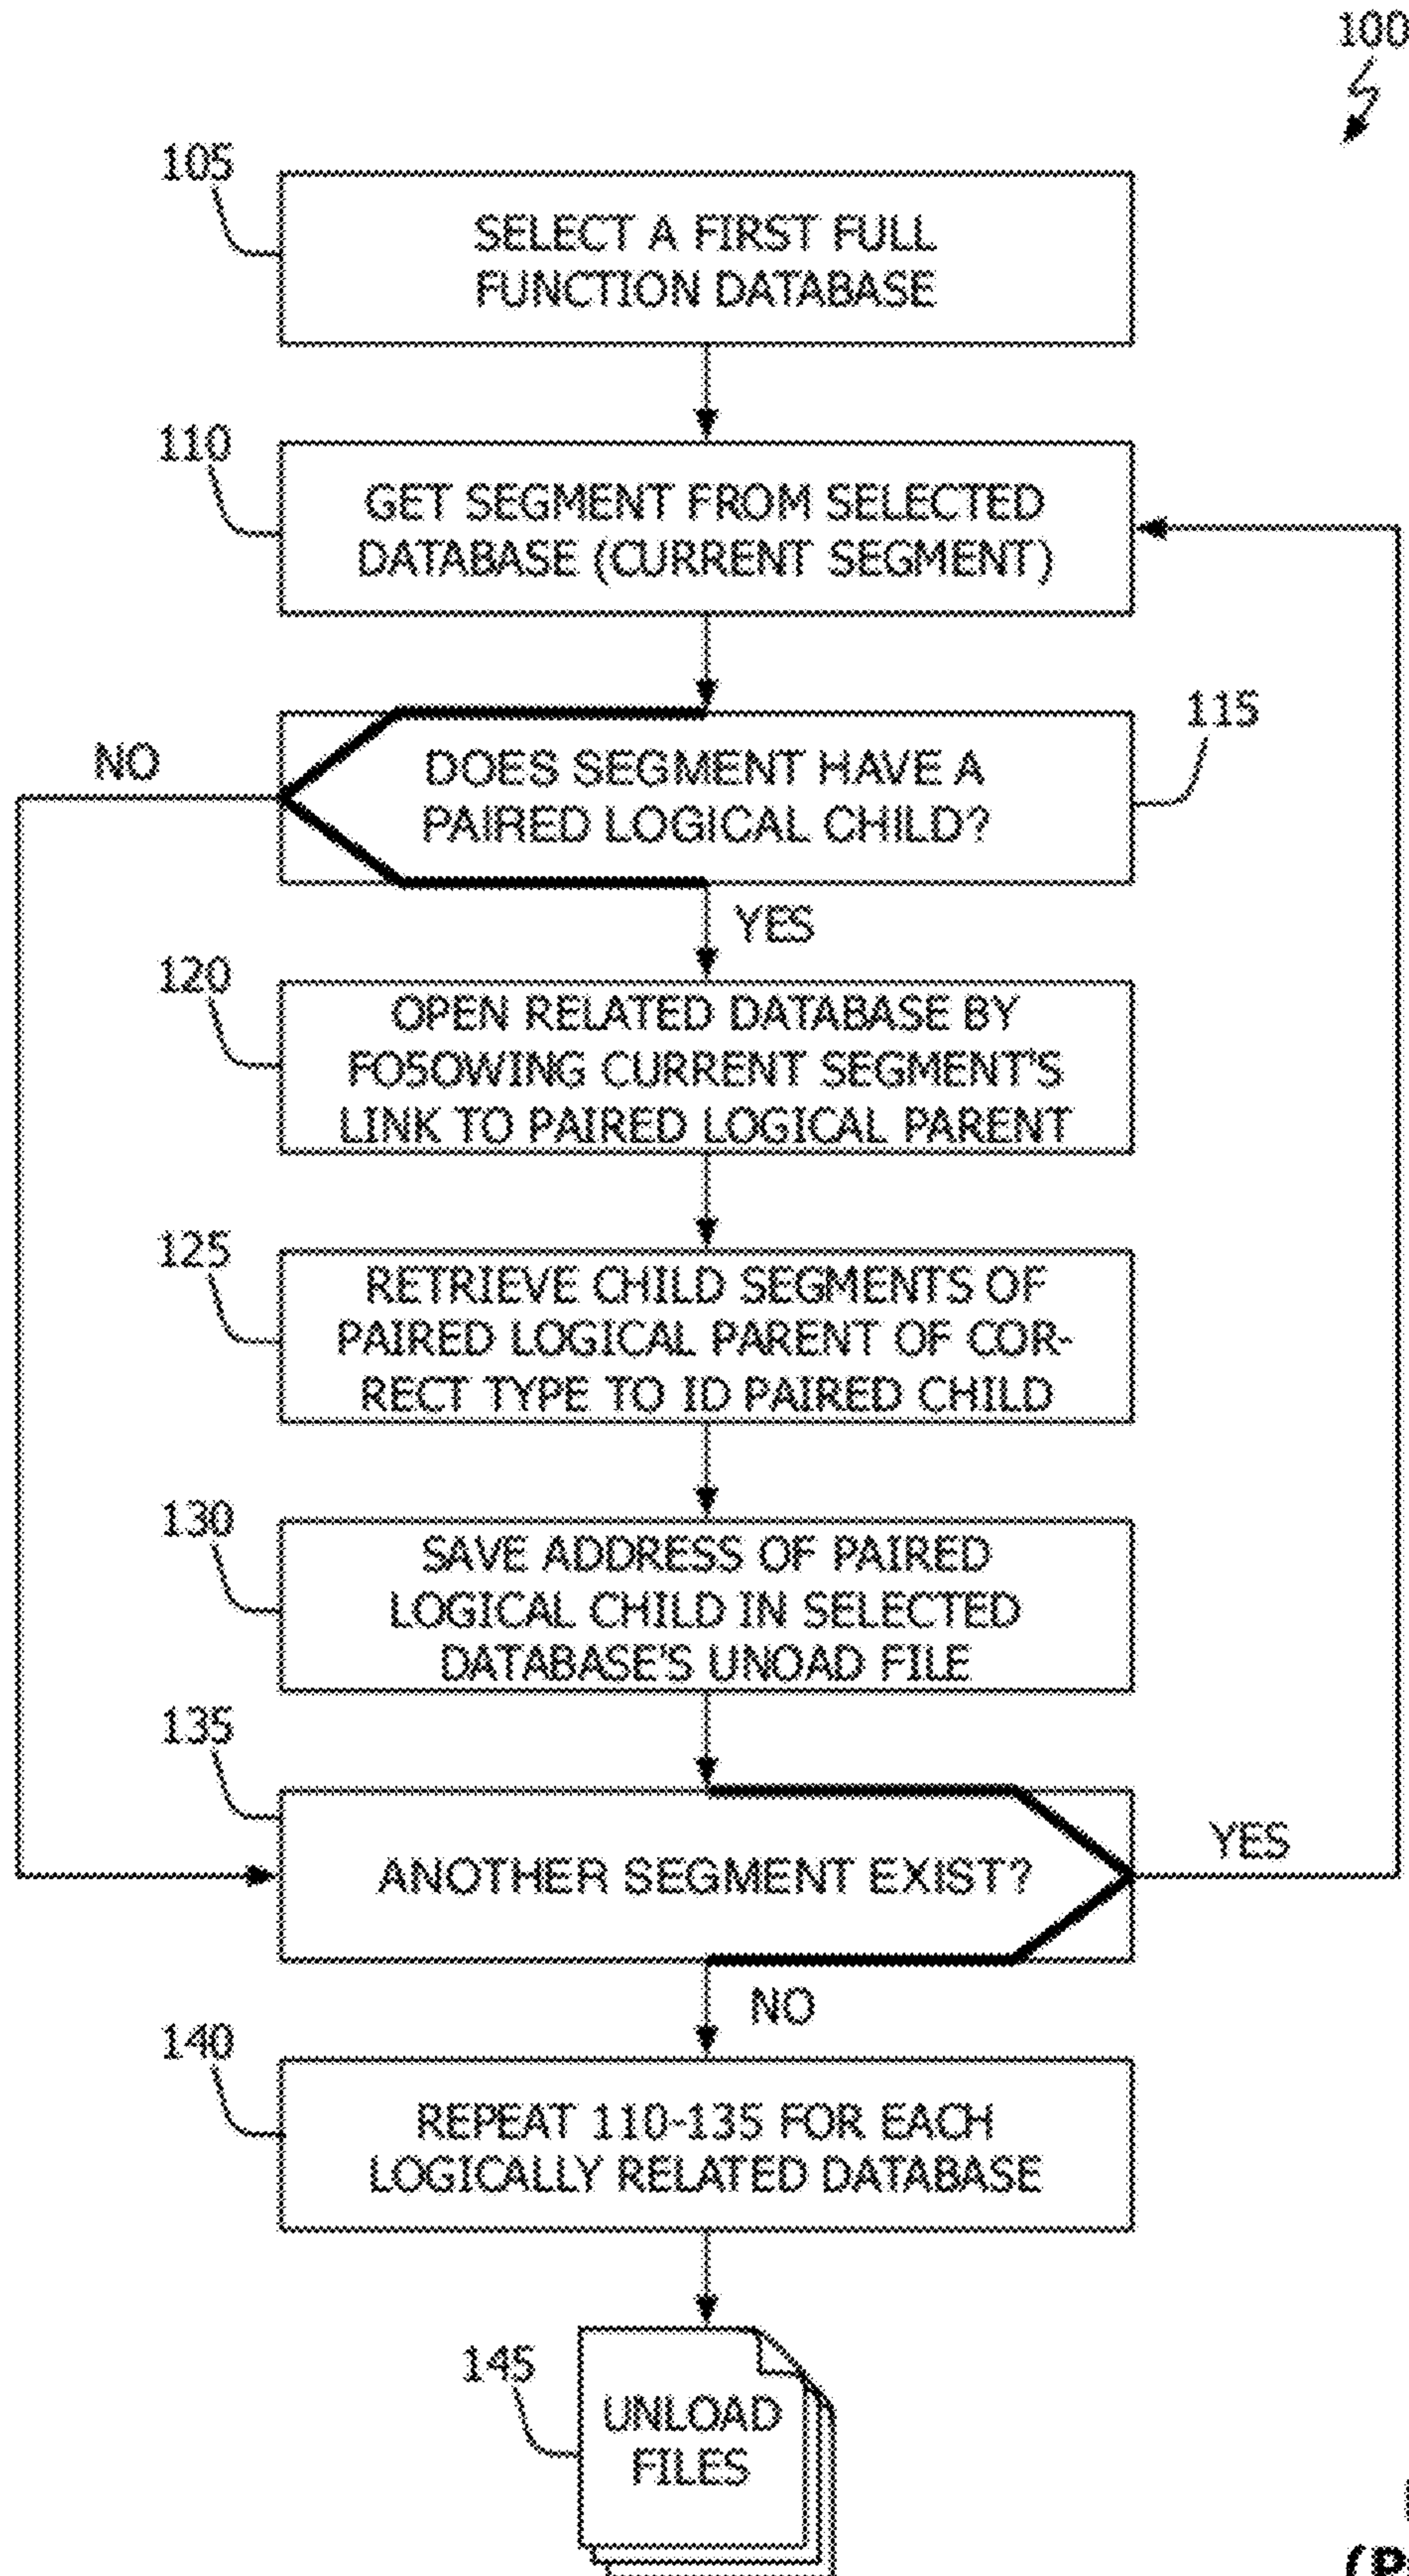 100
105
SELECT A FIRST FULL
FUNCTION DATABASE
110
GET SEGMENT FROM SELECTED
DATABASE (CURRENT SEGMENT)
115
NO
DOES SEGMENT HAVE A
PAIRED LOGICAL CHILD?
YES
120
OPEN RELATED DATABASE BY
FO5OWING CURRENT SEGMENT'S
LINK TO PAIRED LOGICAL PARENT
125
RETRIEVE CHILD SEGMENTS OF
PAIRED LOGICAL PARENT OF COR-
RECT TYPE TO ID PAIRED CHILD
130
SAVE ADDRESS OF PAIRED
LOGICAL CHILD IN SELECTED
DATABASE'S UNOAD FILE
135
ANOTHER SEGMENT EXIST?
YES
NO
140
REPEAT 110-135 FOR EACH
LOGICALLY RELATED DATABASE
145
UNLOAD
FILES